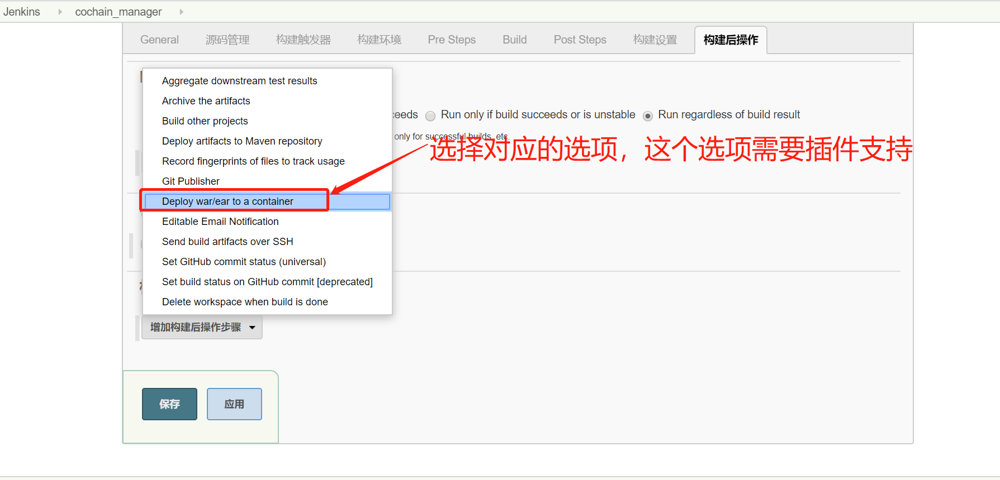 Jenkins
cochain_manager
General 源码管理 构建触发器 构建环境 Pre Steps Build Post Steps 构建设置 构建后操作
Aggregate downstream test results
Archive the artifacts
Build other projects
Deploy artifacts to Maven repository
Record fingerprints of files to track usage
Git Publisher
Deploy war/ear to a container
Editable Email Notification
Send build artifacts over SSH
Set GitHub commit status (universal)
Set build status on GitHub commit [deprecated]
Delete workspace when build is done
Run only if build succeeds or is unstable
Run regardless of build result
only for successful builds, etc.
选择对应的选项，这个选项需要插件支持
增加构建后操作步骤
保存
应用